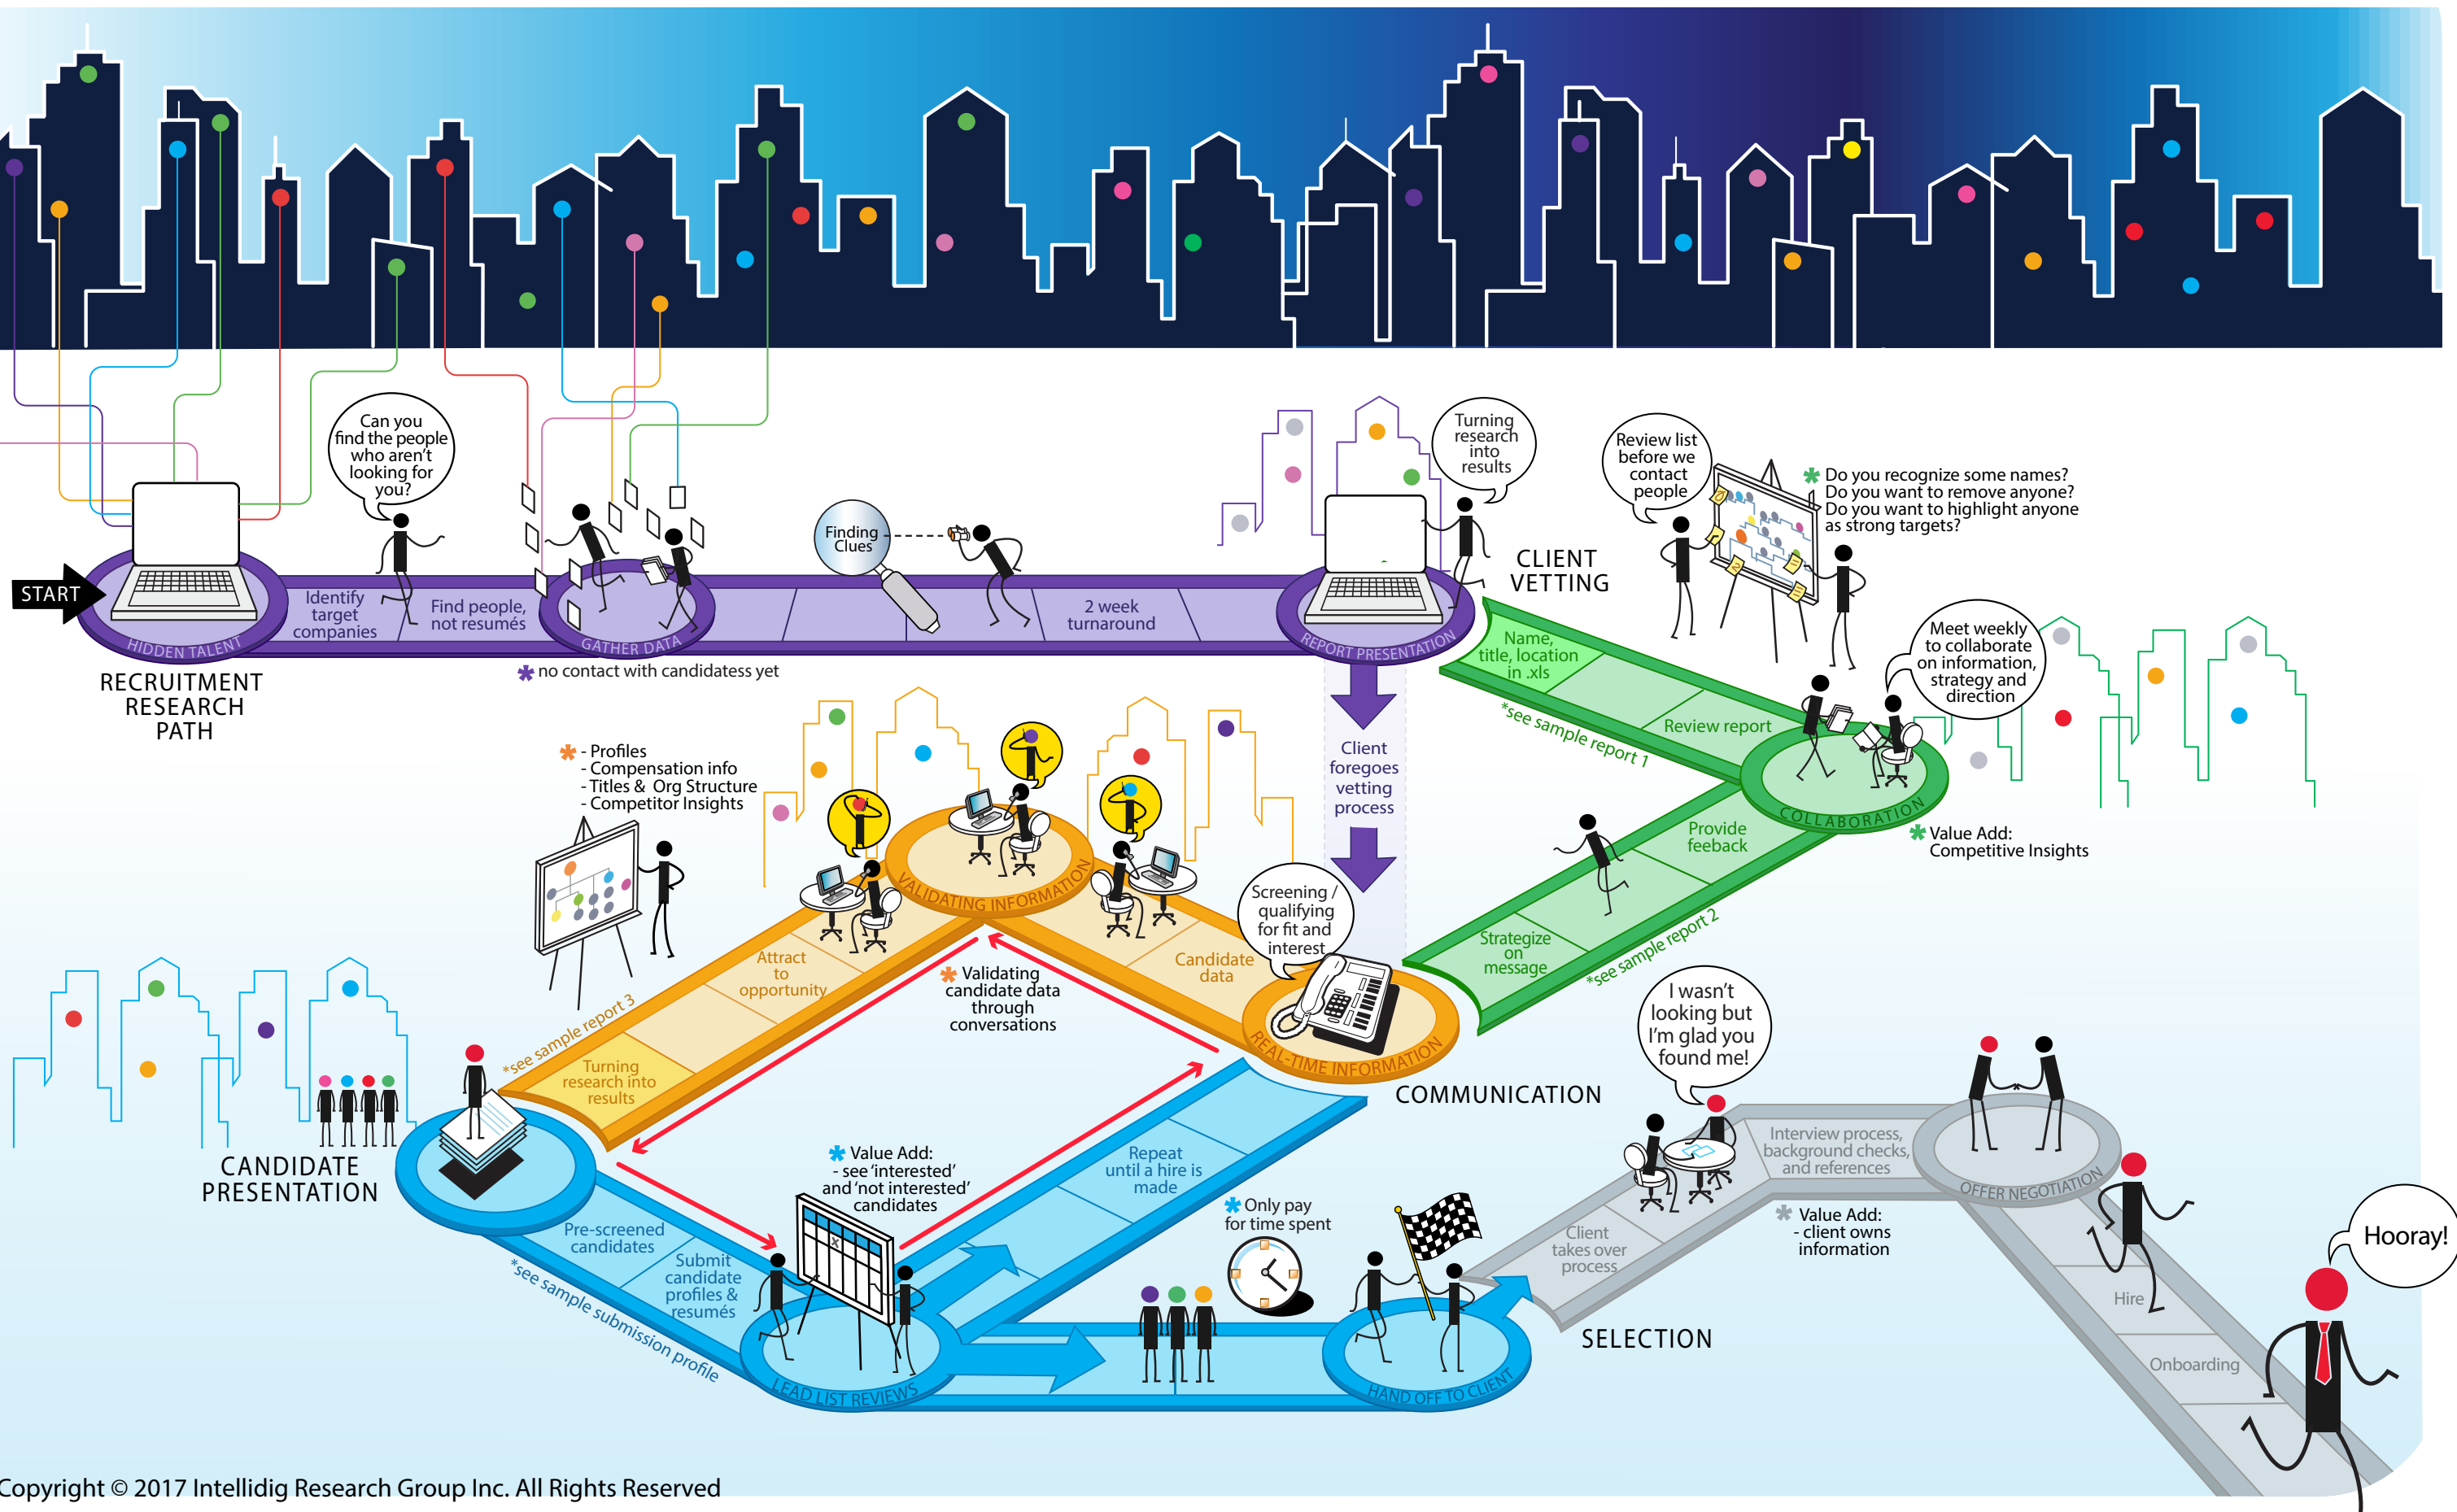 Can you
find the people
who aren't
looking for
you?
Turning
research
into
results
Review list
before we
contact
people
* Do you recognize some names?
Do you want to remove anyone?
Do you want to highlight anyone
as strong targets?
Finding
Clues
START
HIDDEN TALENT
Identify
target
companies
Find people,
not resumés
GATHER DATA
2 week
turnaround
REPORT PRESENTATION
CLIENT
VETTING
RECRUITMENT
RESEARCH
PATH
* no contact with candidatess yet
Name,
title, location
in .xls
Review report
*see sample report 1
Meet weekly
to collaborate
on information,
strategy and
direction
COLLABORATION
* Value Add:
Competitive Insights
Client
foregoes
vetting
process
Provide
feeback
Strategize
on
message
*see sample report 2
* - Profiles
- Compensation info
- Titles & Org Structure
- Competitor Insights
VALIDATING INFORMATION
Screening /
qualifying
for fit and
interest
Candidate
data
REAL-TIME INFORMATION
COMMUNICATION
* Validating
candidate data
through
conversations
Attract
to
opportunity
*see sample report 3
Turning
research into
results
CANDIDATE
PRESENTATION
Pre-screened
candidates
Submit
candidate
profiles &
resumés
*see sample submission profile
* Value Add:
- see 'interested'
and 'not interested'
candidates
x
LEAD LIST REVIEWS
Repeat
until a hire is
made
* Only pay
for time spent
HAND OFF TO CLIENT
SELECTION
Client
takes over
process
I wasn't
looking but
I'm glad you
found me!
Interview process,
background checks,
and references
* Value Add:
- client owns
information
OFFER NEGOTIATION
Hire
Onboarding
Hooray!
Copyright © 2017 Intellidig Research Group Inc. All Rights Reserved